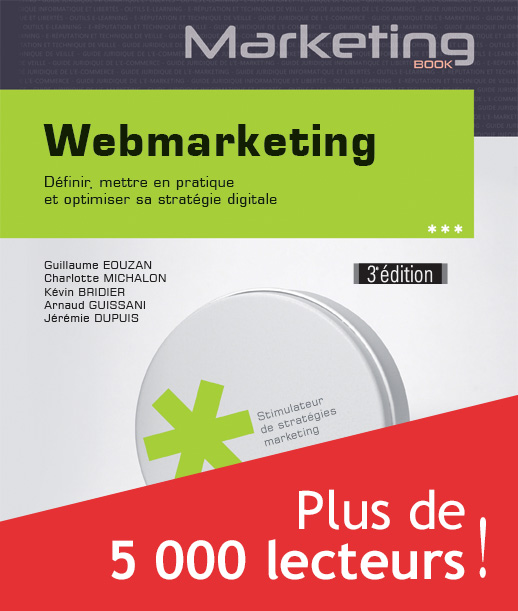 Marketing
BOOK
Webmarketing
Définir, mettre en pratique
et optimiser sa stratégie digitale
***
Guillaume EOUZAN
Charlotte MICHALON
Kévin BRIDIER
Arnaud GUISSANI
Jérémie DUPUIS
3e édition
Stimulateur
de stratégies
marketing
Plus de
5 000 lecteurs !